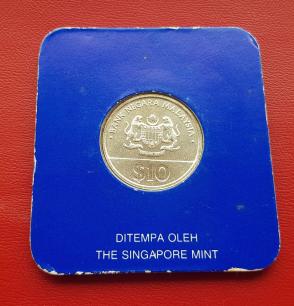 BANK NEGARA MALAYSIA
$10
DITEMPA OLEH
THE SINGAPORE MINT